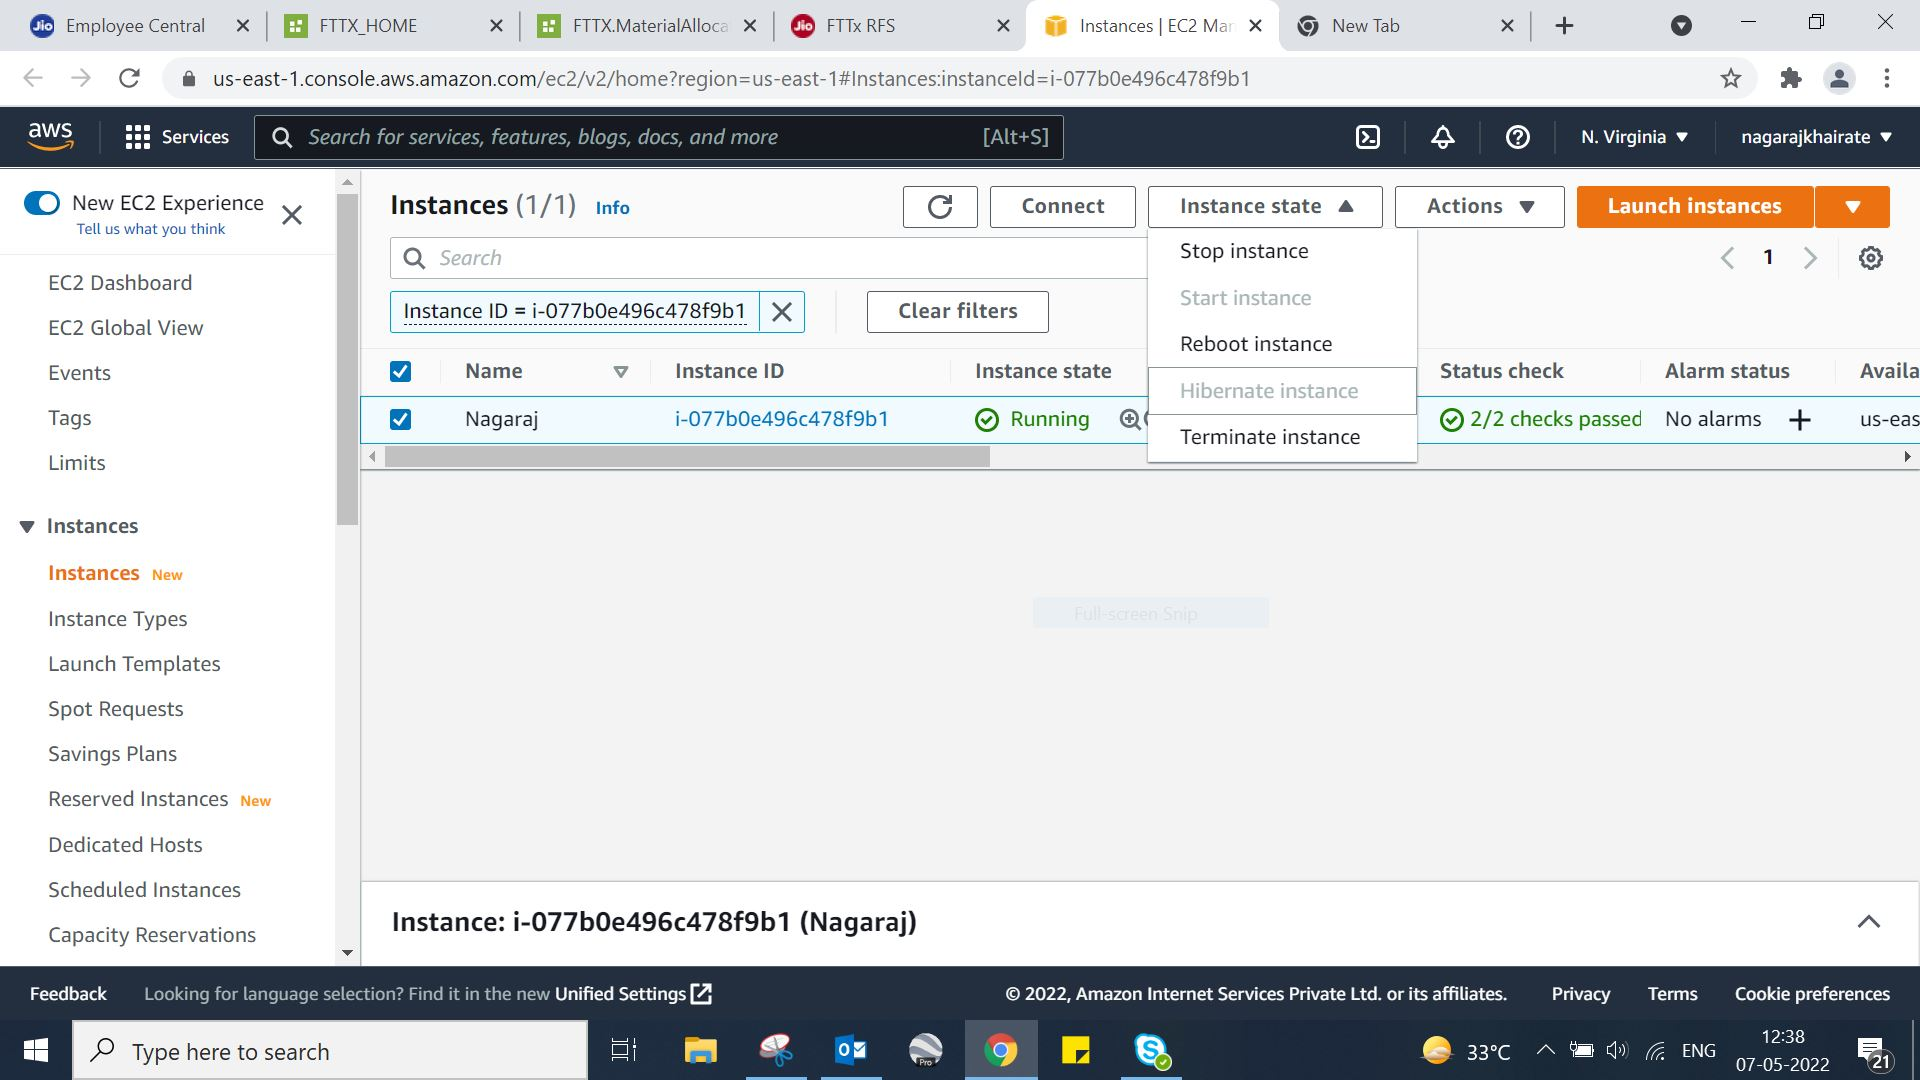 Jio Employee Central
FTTX_HOME
FTTX.MaterialAlloca
Jio FTTx RFS
Instances | EC2 Man
New Tab
us-east-1.console.aws.amazon.com/ec2/v2/home?region=us-east-1#Instances:instanceId=i-077b0e496c478f9b1
aws
Services
Search for services, features, blogs, docs, and more [Alt+S]
N. Virginia
nagarajkhairate
New EC2 Experience
Tell us what you think
EC2 Dashboard
EC2 Global View
Events
Tags
Limits
Instances
Instances New
Instance Types
Launch Templates
Spot Requests
Savings Plans
Reserved Instances New
Dedicated Hosts
Scheduled Instances
Capacity Reservations
Instances (1/1) Info
Connect
Instance state
Actions
Launch instances
Search
1
Instance ID = i-077b0e496c478f9b1
Clear filters
Stop instance
Start instance
Reboot instance
Hibernate instance
Terminate instance
Name Instance ID Instance state Status check Alarm status Availa
Nagaraj i-077b0e496c478f9b1 Running 2/2 checks passed No alarms us-eas
Full-screen Snip
Instance: i-077b0e496c478f9b1 (Nagaraj)
Feedback Looking for language selection? Find it in the new Unified Settings
© 2022, Amazon Internet Services Private Ltd. or its affiliates. Privacy Terms Cookie preferences
Type here to search
Pro
33°C
ENG
12:38
07-05-2022
21